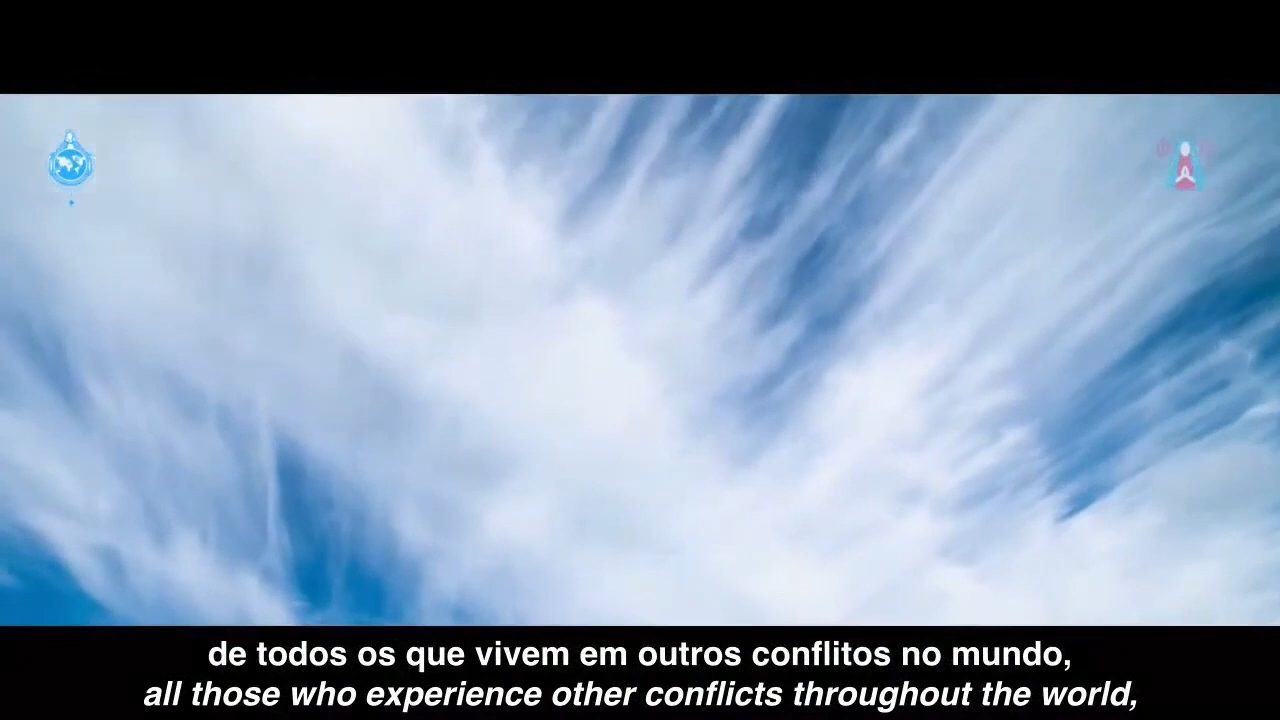 de todos os que vivem em outros conflitos no mundo,
all those who experience other conflicts throughout the world,